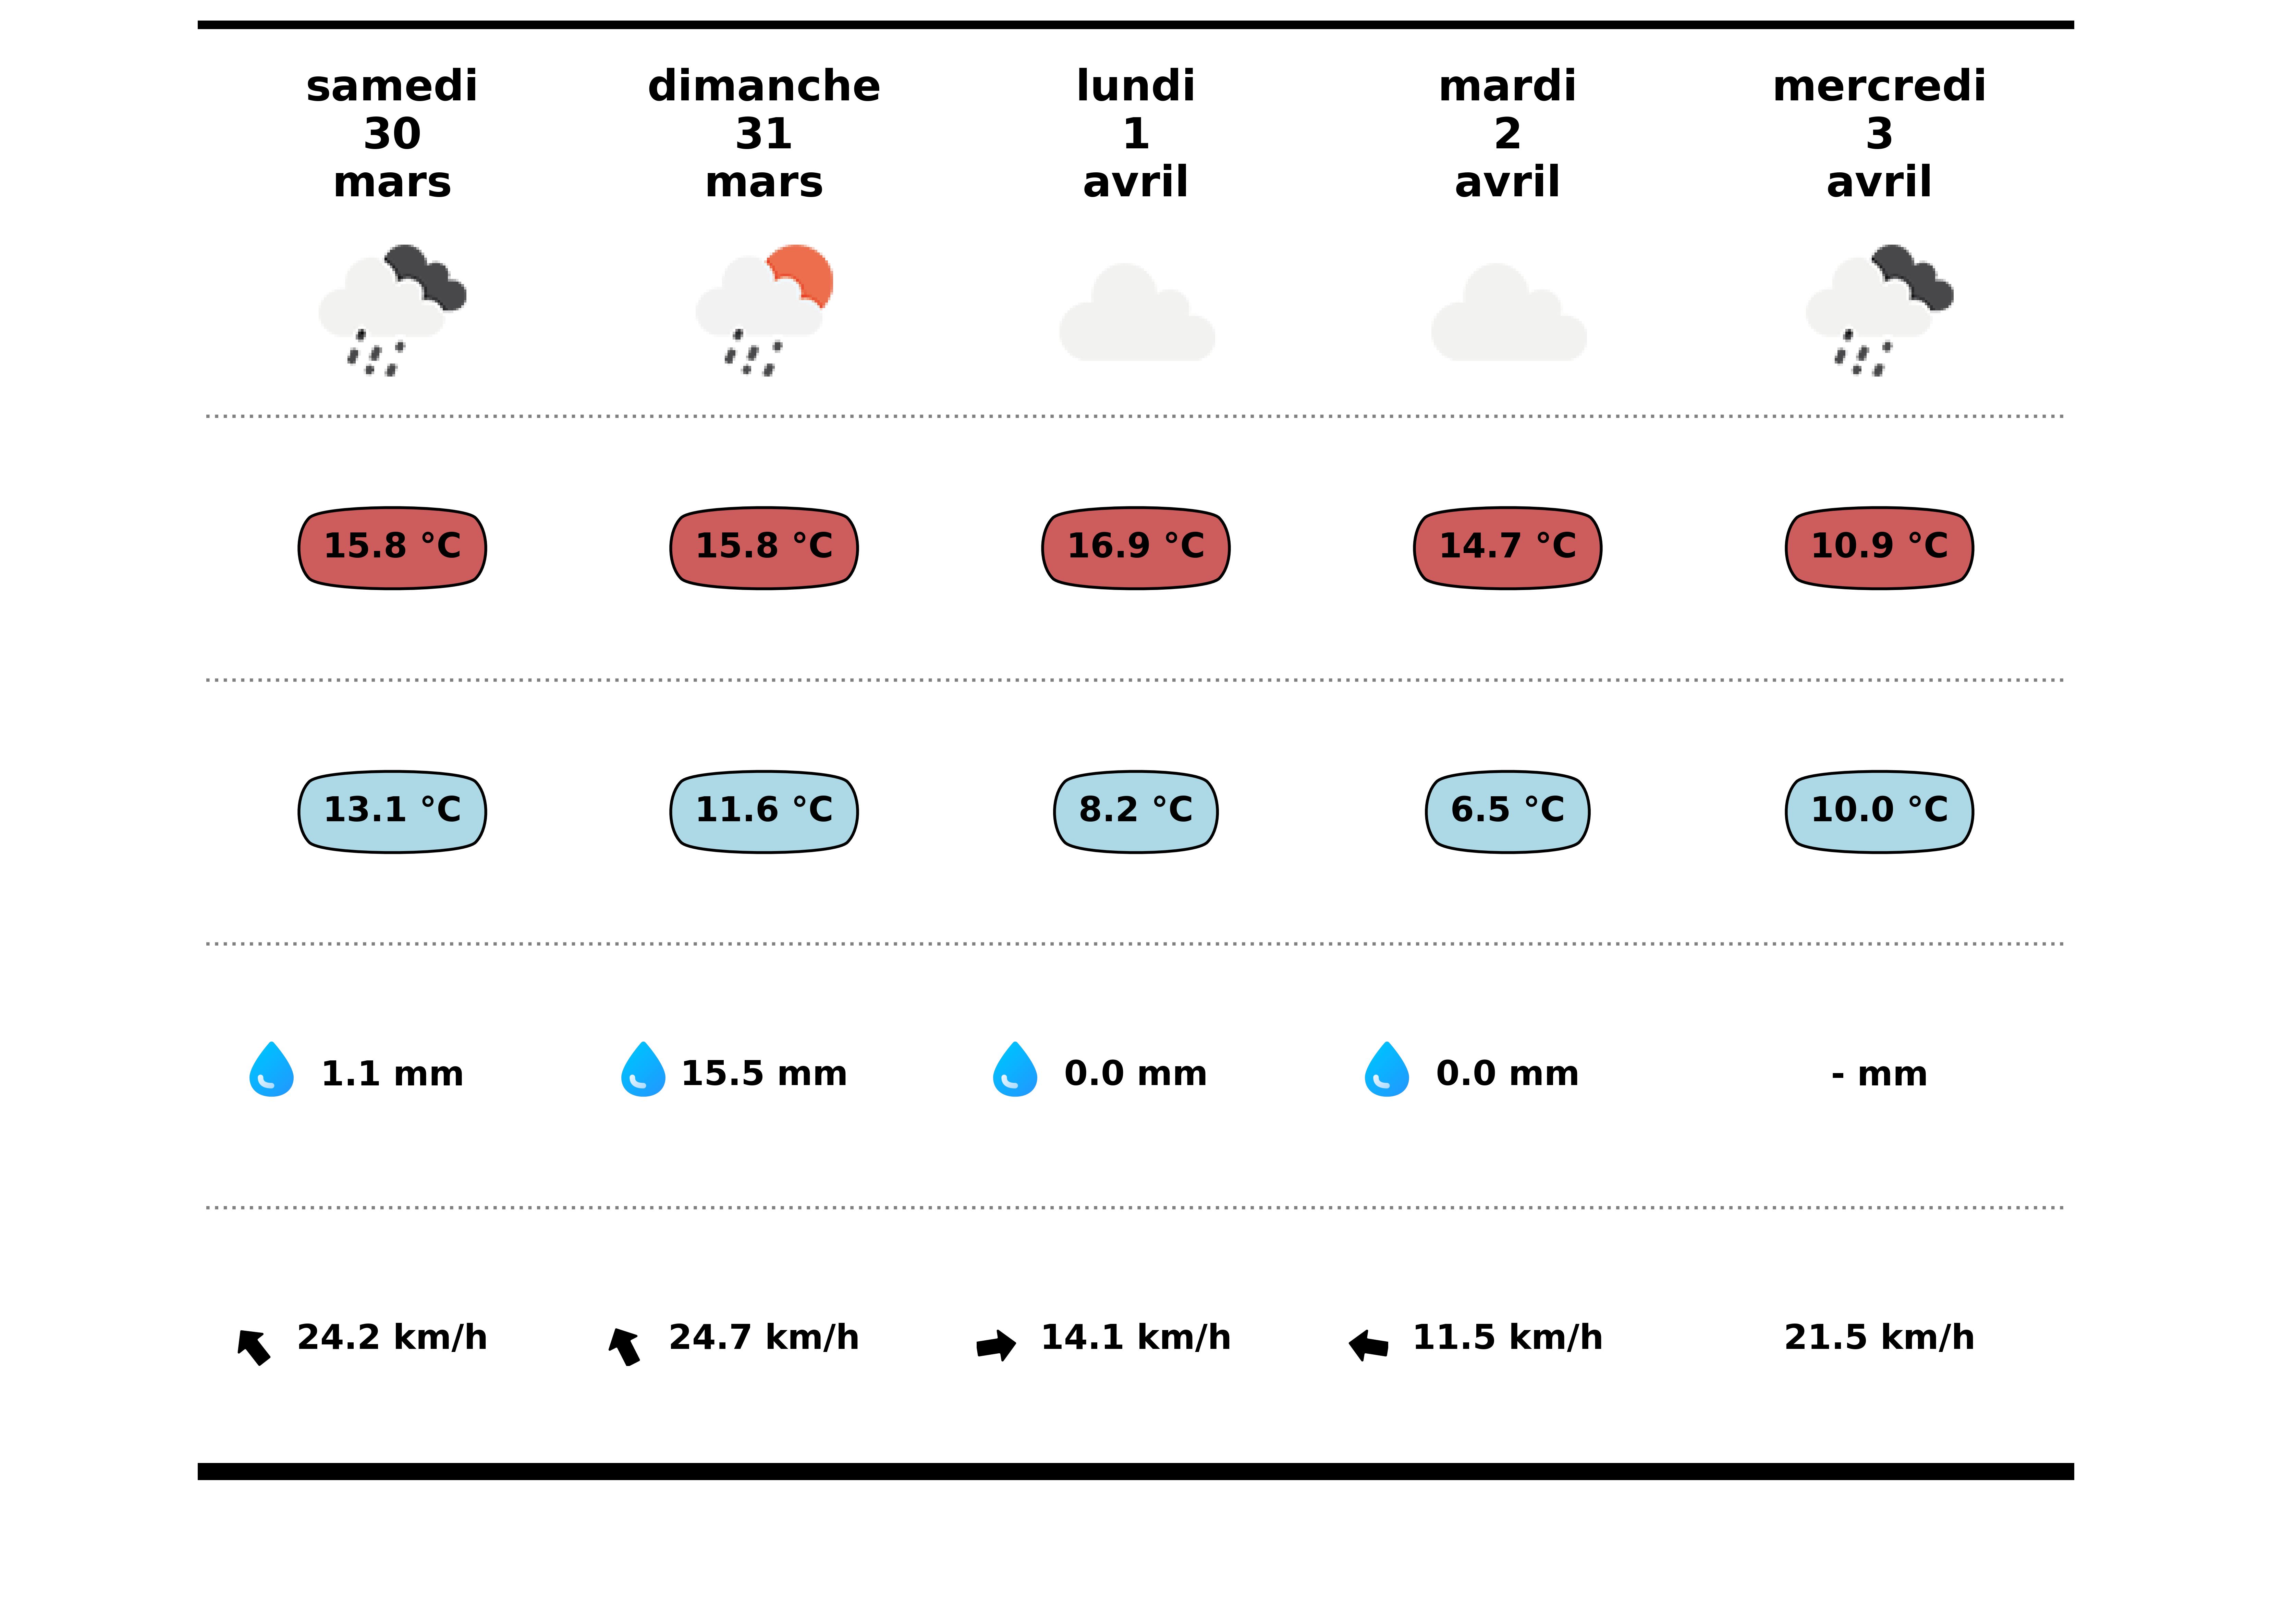 samedi
30
mars
dimanche
31
mars
lundi
1
avril
mardi
2
avril
mercredi
3
avril
15.8 °C
15.8 °C
16.9 °C
14.7 °C
10.9 °C
13.1 °C
11.6 °C
8.2 °C
6.5 °C
10.0 °C
1.1 mm
15.5 mm
0.0 mm
0.0 mm
- mm
24.2 km/h
24.7 km/h
14.1 km/h
11.5 km/h
21.5 km/h